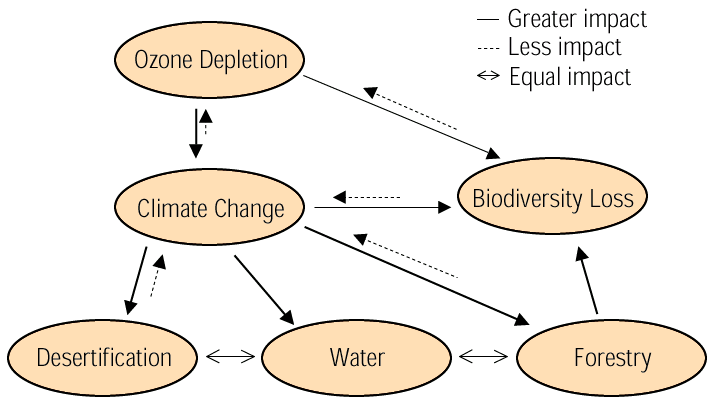 Greater impact
Less impact
Equal impact
Ozone Depletion
Climate Change
Biodiversity Loss
Desertification
Water
Forestry